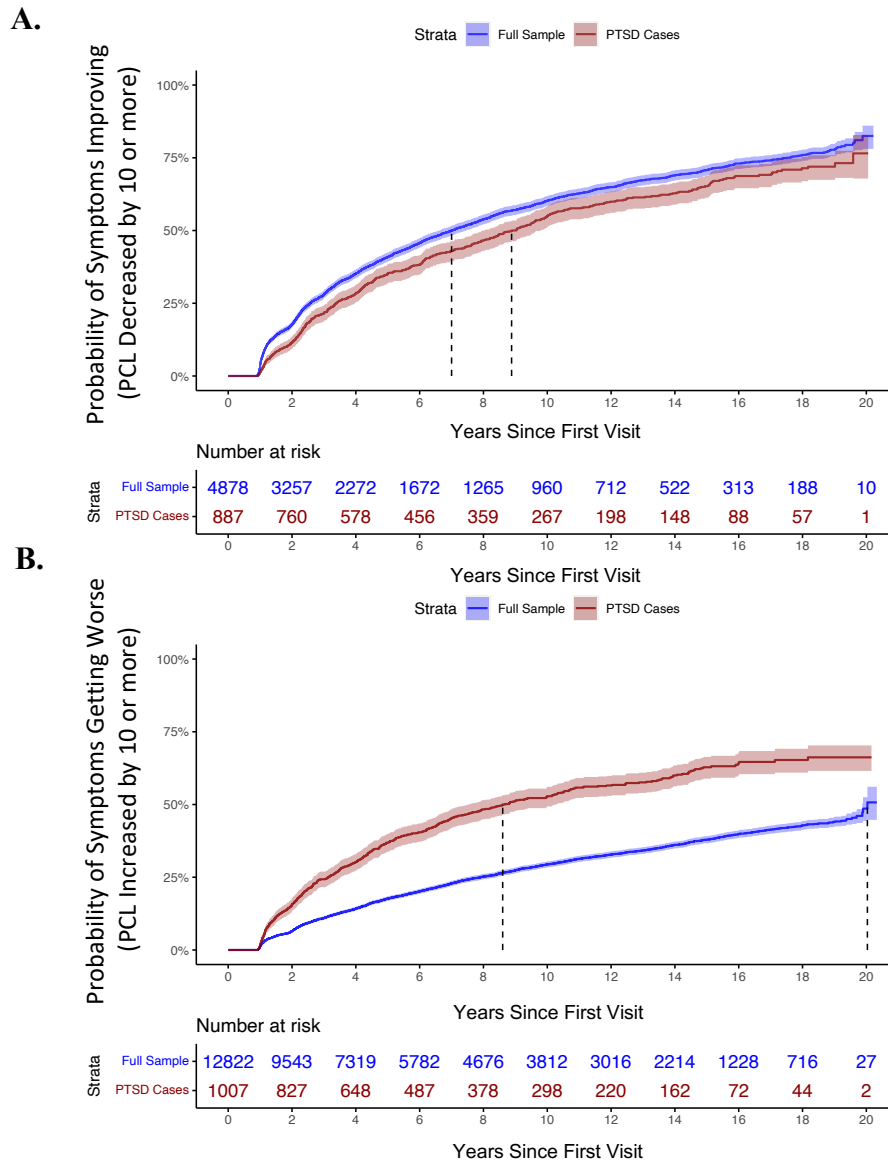 A.
Strata Full Sample PTSD Cases
Probability of Symptoms Improving
(PCL Decreased by 10 or more)
100%
75%
50%
25%
0%
0 2 4 6 8 10 12 14 16 18 20
Years Since First Visit
Number at risk
Strata
Full Sample 4878 3257 2272 1672 1265 960 712 522 313 188 10
PTSD Cases 887 760 578 456 359 267 198 148 88 57 1
0 2 4 6 8 10 12 14 16 18 20
Years Since First Visit
B.
Strata Full Sample PTSD Cases
Probability of Symptoms Getting Worse
(PCL Increased by 10 or more)
100%
75%
50%
25%
0%
0 2 4 6 8 10 12 14 16 18 20
Years Since First Visit
Number at risk
Strata
Full Sample 12822 9543 7319 5782 4676 3812 3016 2214 1228 716 27
PTSD Cases 1007 827 648 487 378 298 220 162 72 44 2
0 2 4 6 8 10 12 14 16 18 20
Years Since First Visit